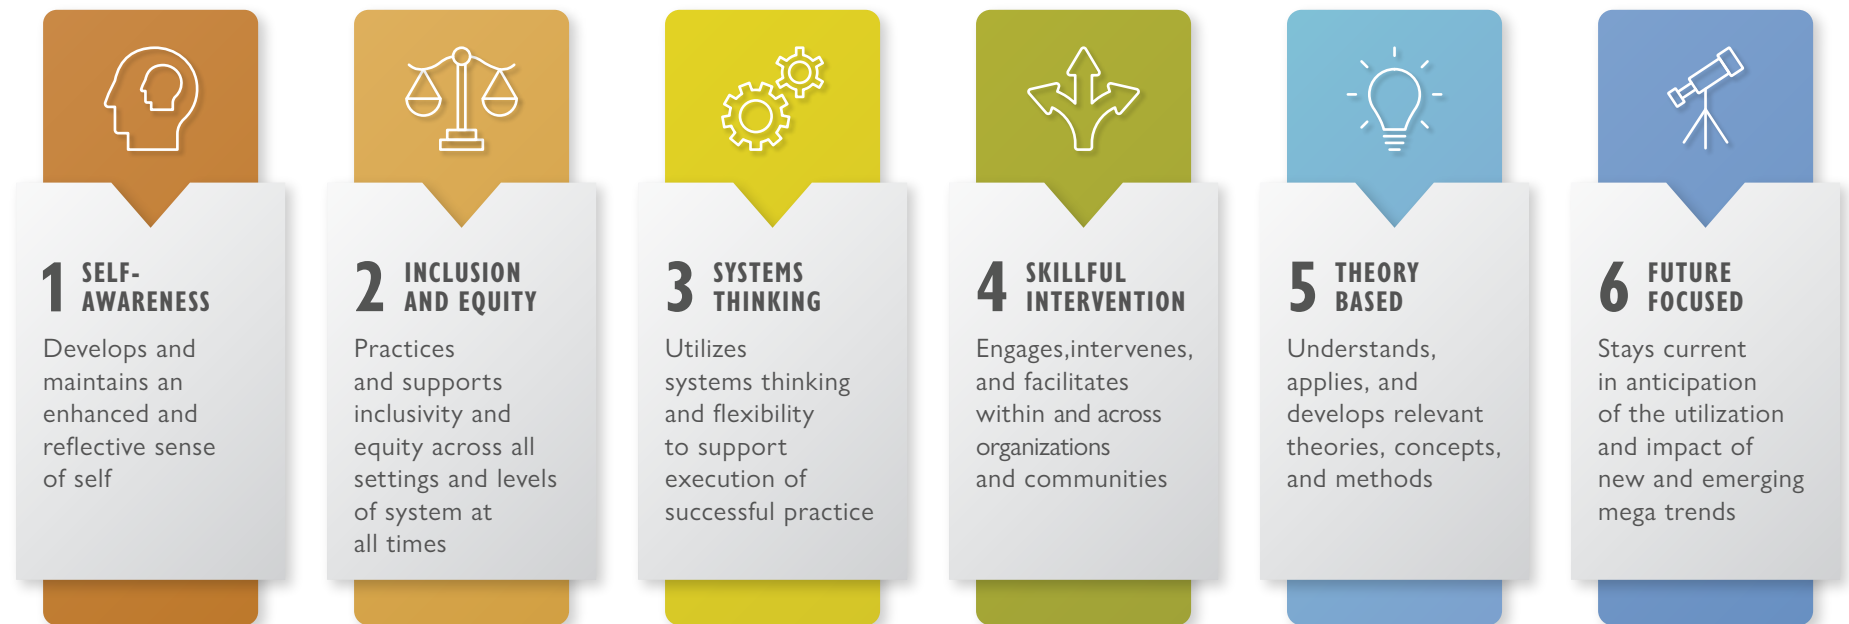 1 SELF-
AWARENESS
Develops and
maintains an
enhanced and
reflective sense
of self
2 INCLUSION
AND EQUITY
Practices
and supports
inclusivity and
equity across all
settings and levels
of system at
all times
3 SYSTEMS
THINKING
Utilizes
systems thinking
and flexibility
to support
execution of
successful practice
4 SKILLFUL
INTERVENTION
Engages,intervenes,
and facilitates
within and across
organizations
and communities
5 THEORY
BASED
Understands,
applies, and
develops relevant
theories, concepts,
and methods
6 FUTURE
FOCUSED
Stays current
in anticipation
of the utilization
and impact of
new and emerging
mega trends